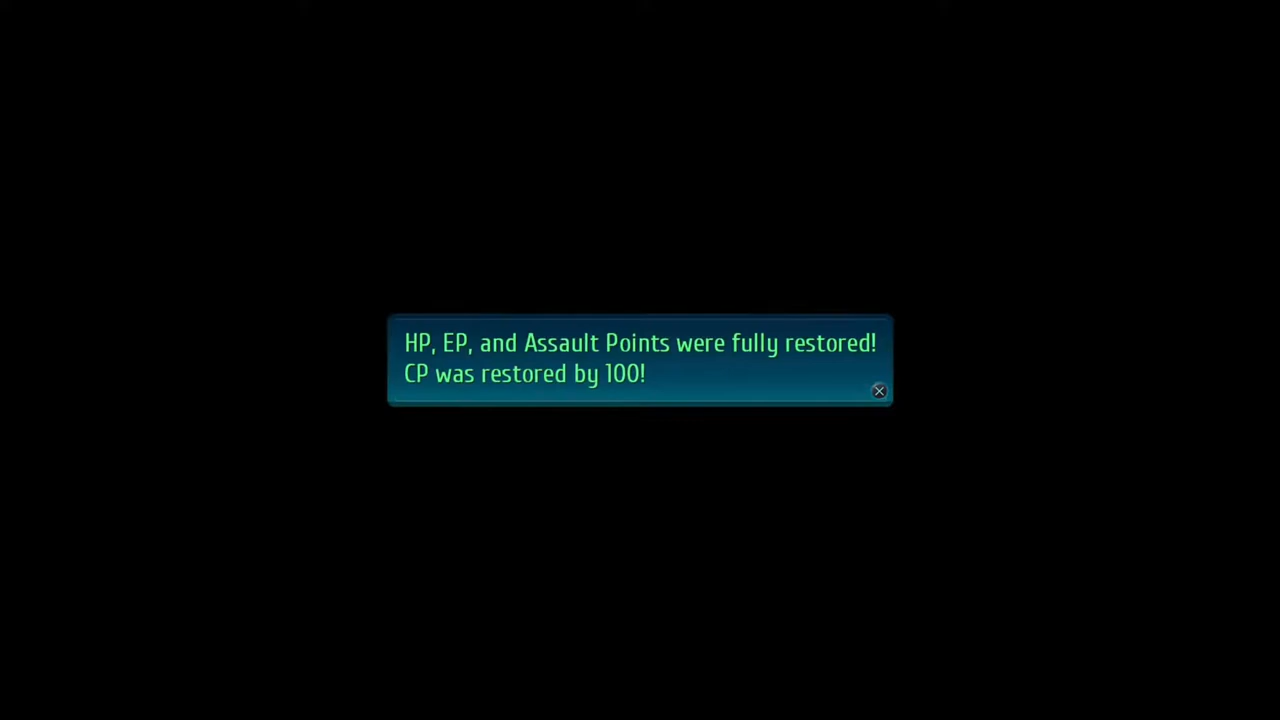 HP, EP, and Assault Points were fully restored!
CP was restored by 100!